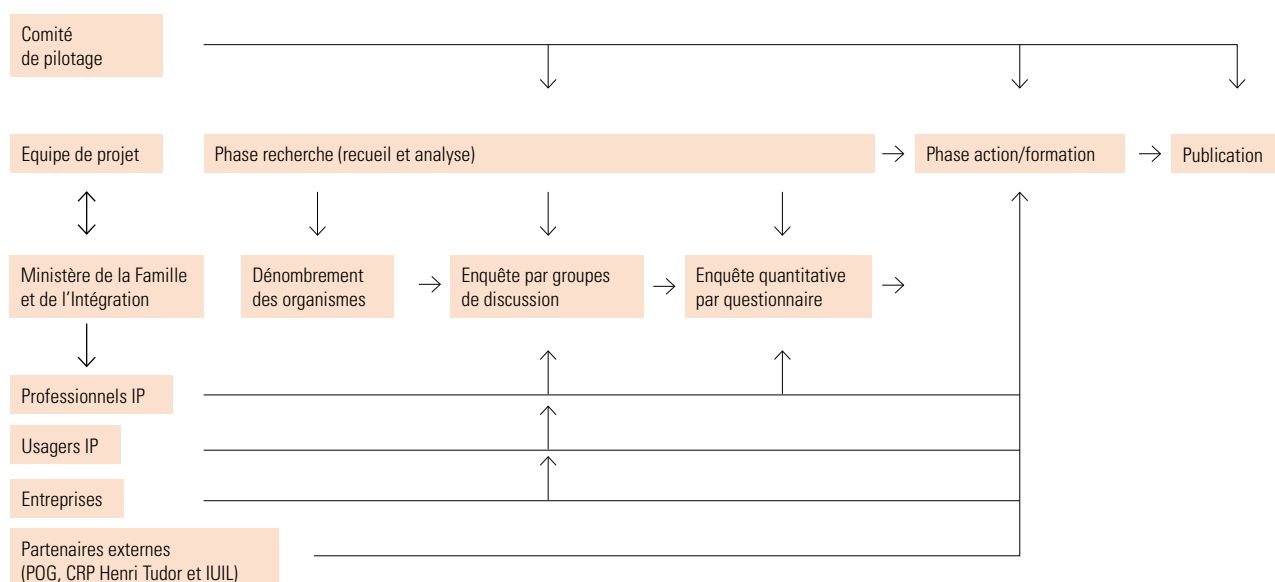 Comité
de pilotage
Equipe de projet
Phase recherche (recueil et analyse)
Phase action/formation
Publication
Ministère de la Famille
et de l'Intégration
Dénombrement
des organismes
Enquête par groupes
de discussion
Enquête quantitative
par questionnaire
Professionnels IP
Usagers IP
Entreprises
Partenaires externes
(POG, CRP Henri Tudor et IUIL)